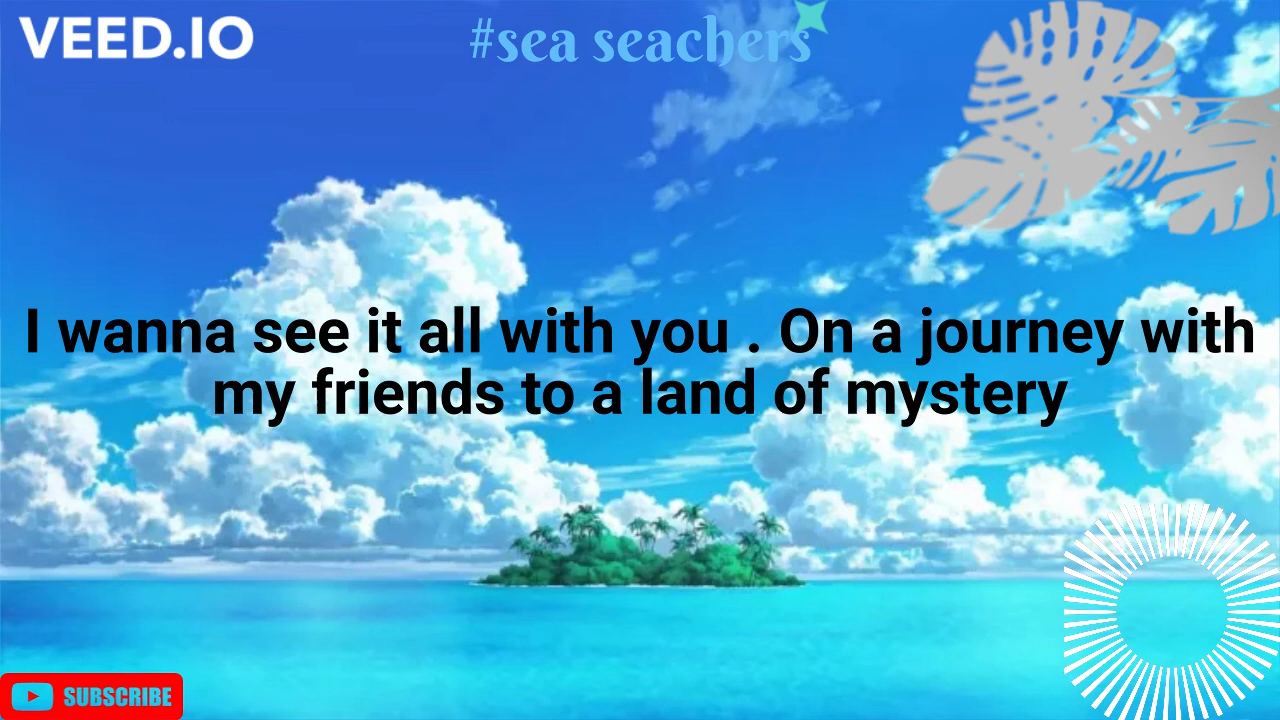 VEED.IO
#sea seachers
I wanna see it all with you . On a journey with
my friends to a land of mystery
SUBSCRIBE